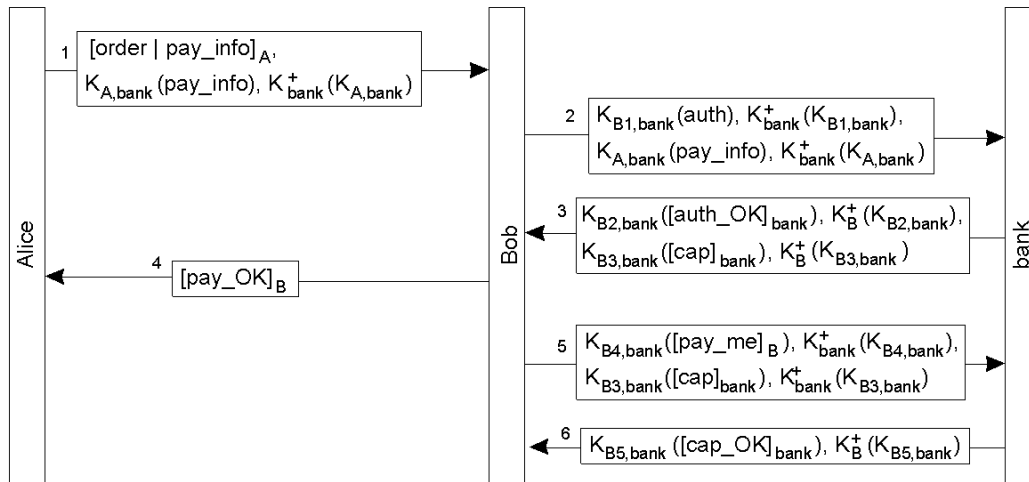 Alice
Bob
bank
1
[order | pay_info]A,
KA,bank(pay_info), K+bank(KA,bank)
2
KB1,bank(auth), K+bank(KB1,bank),
KA,bank(pay_info), K+bank(KA,bank)
3
KB2,bank([auth_OK]bank), K+B(KB2,bank),
KB3,bank([cap]bank), K+B(KB3,bank)
4
[pay_OK]B
5
KB4,bank([pay_me]B), K+bank(KB4,bank),
KB3,bank([cap]bank), K+bank(KB3,bank)
6
KB5,bank([cap_OK]bank), K+B(KB5,bank)